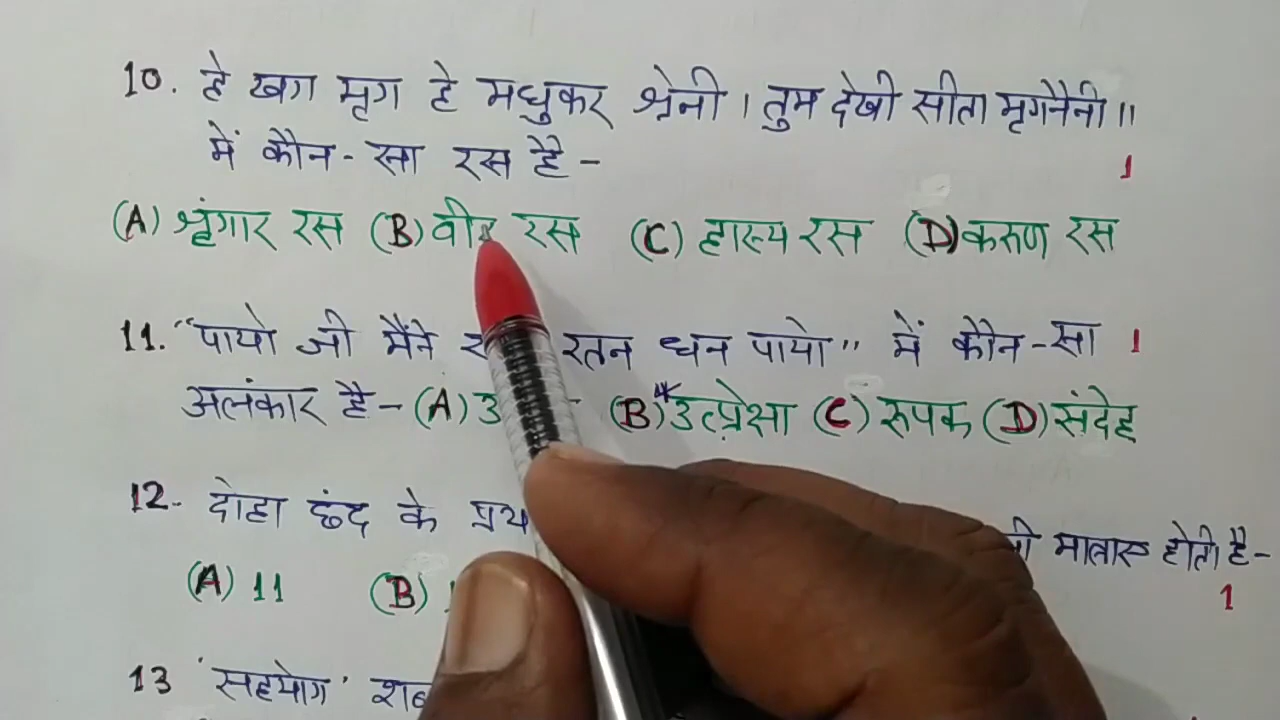 10. हे खग मृग हे मधुकर श्रेनी । तुम देखी सीता मृगनैनी ॥
में कौन-सा रस है - 1
(A) श्रृंगार रस (B) वीर रस (C) हास्य रस (D) करुण रस
11. "पायो जी मैंने रतन धन पायो" में कौन-सा 1
अलंकार है - (A) (B) उत्प्रेक्षा (C) रूपक (D) संदेह
12. दोहा छंद के मात्राएँ होती है -
(A) 11 (B) 1
13 'सहयोग'